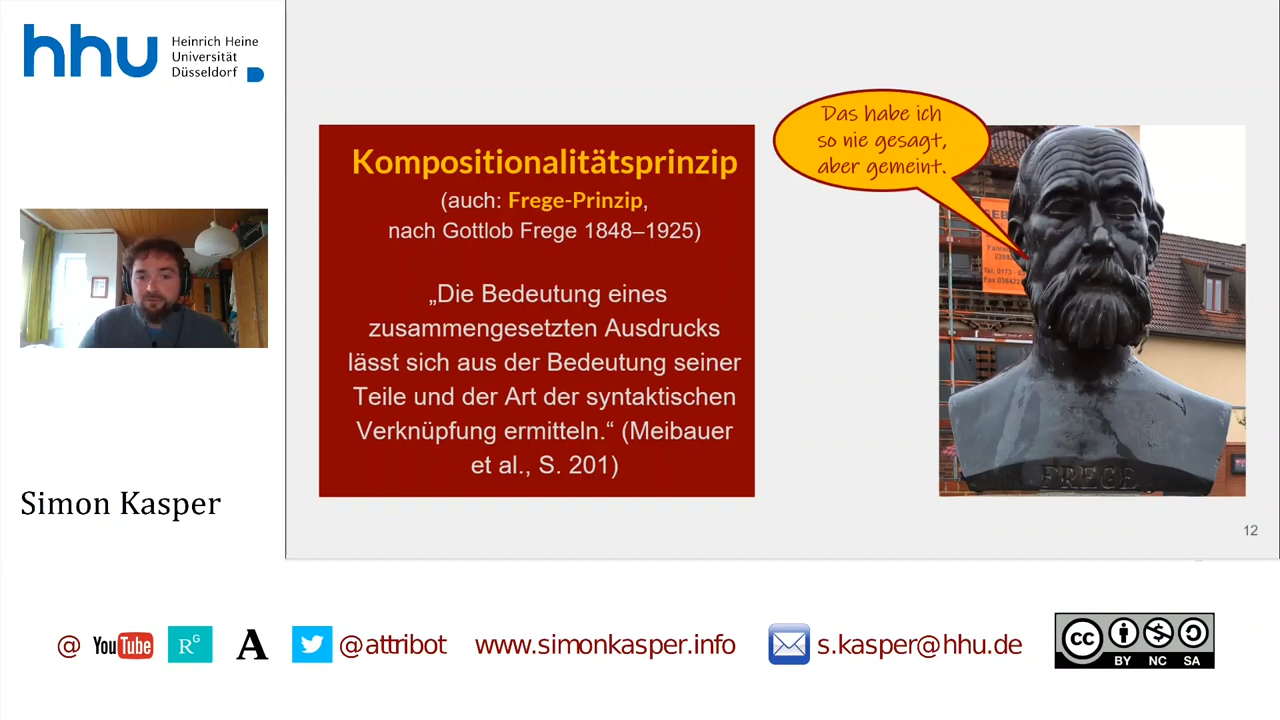 hhu
Heinrich Heine
Universität
Düsseldorf
Simon Kasper
Kompositionalitätsprinzip
(auch: Frege-Prinzip,
nach Gottlob Frege 1848–1925)
„Die Bedeutung eines
zusammengesetzten Ausdrucks
lässt sich aus der Bedeutung seiner
Teile und der Art der syntaktischen
Verknüpfung ermitteln.“ (Meibauer
et al., S. 201)
Das habe ich
so nie gesagt,
aber gemeint.
FREGE
12
@ YouTube RG A @attribot www.simonkasper.info s.kasper@hhu.de
cc BY NC SA